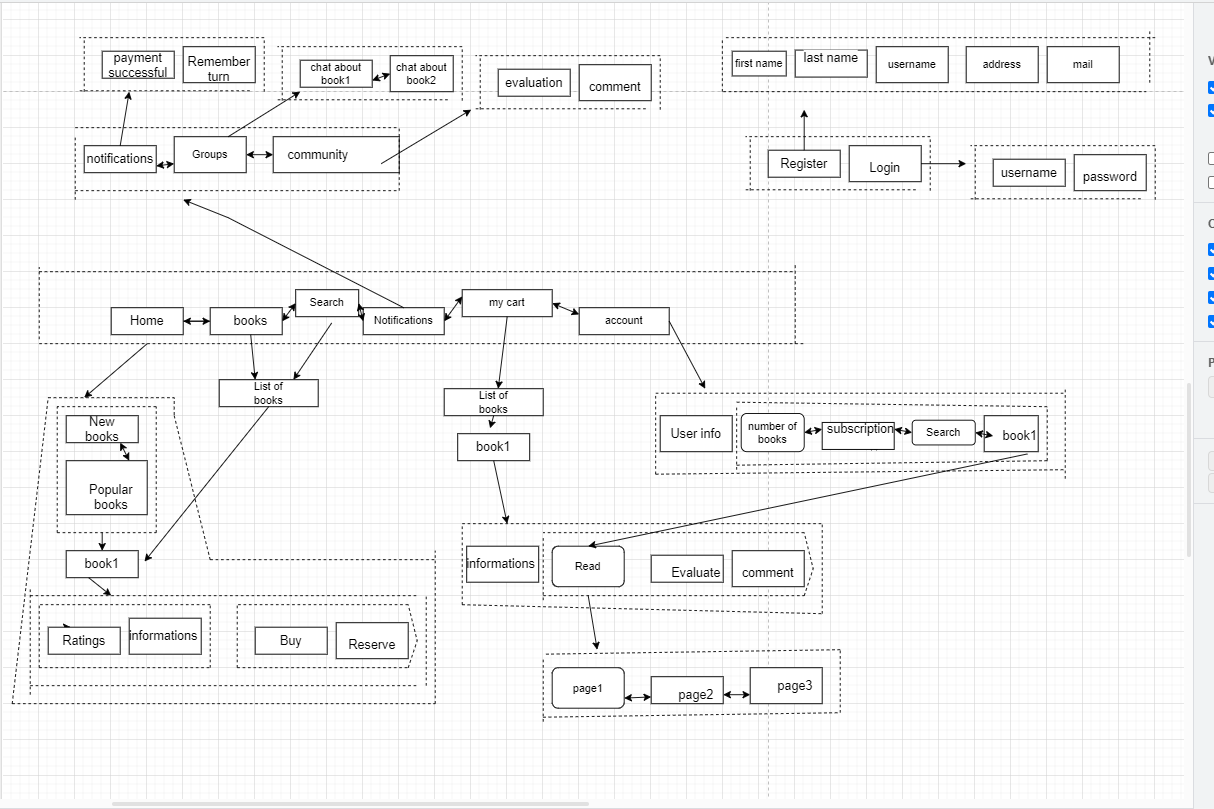 payment
successful
Remember
turn
chat about
book1
chat about
book2
evaluation
comment
first name
last name
username
address
mail
notifications
Groups
community
Register
Login
username
password
Home
books
Search
Notifications
my cart
account
List of
books
List of
books
book1
New
books
Popular
books
book1
User info
number of
books
subscription
Search
book1
informations
Read
Evaluate
comment
Ratings
informations
Buy
Reserve
page1
page2
page3